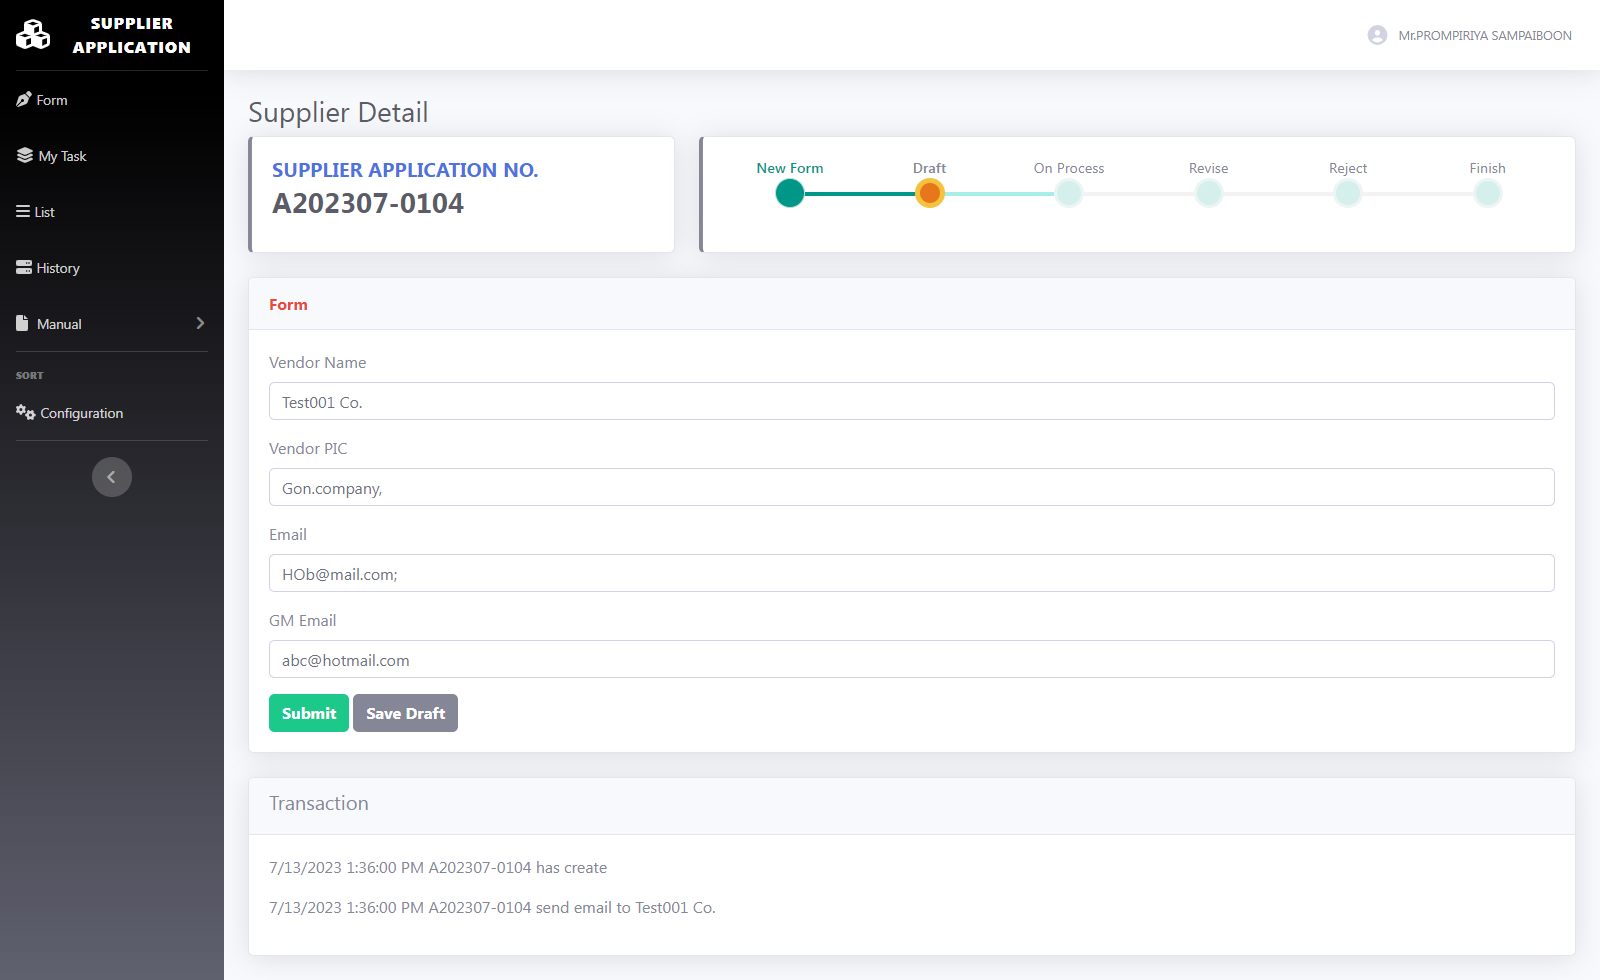 SUPPLIER
APPLICATION
Mr.PROMPIRIYA SAMPAIBOON
Form
My Task
List
History
Manual
SORT
Configuration
Supplier Detail
SUPPLIER APPLICATION NO.
A202307-0104
New Form Draft On Process Revise Reject Finish
Form
Vendor Name
Test001 Co.
Vendor PIC
Gon.company,
Email
HOb@mail.com;
GM Email
abc@hotmail.com
Submit Save Draft
Transaction
7/13/2023 1:36:00 PM A202307-0104 has create
7/13/2023 1:36:00 PM A202307-0104 send email to Test001 Co.